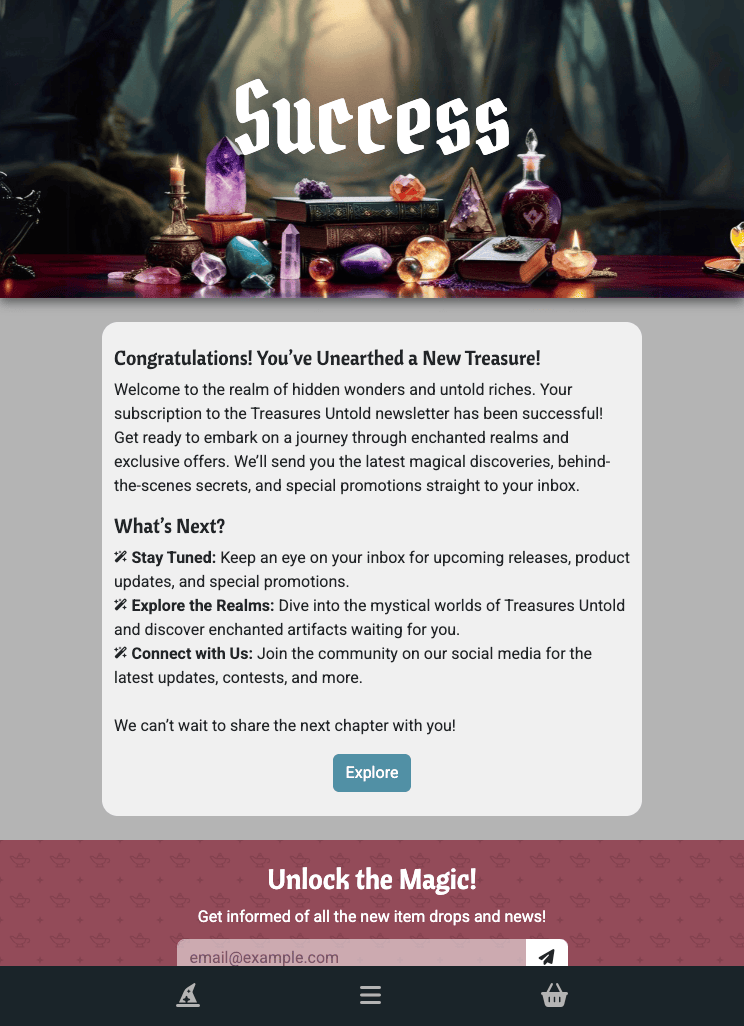 Success
Congratulations! You’ve Unearthed a New Treasure!
Welcome to the realm of hidden wonders and untold riches. Your
subscription to the Treasures Untold newsletter has been successful!
Get ready to embark on a journey through enchanted realms and
exclusive offers. We’ll send you the latest magical discoveries, behind-
the-scenes secrets, and special promotions straight to your inbox.
What’s Next?
Stay Tuned: Keep an eye on your inbox for upcoming releases, product
updates, and special promotions.
Explore the Realms: Dive into the mystical worlds of Treasures Untold
and discover enchanted artifacts waiting for you.
Connect with Us: Join the community on our social media for the
latest updates, contests, and more.
We can’t wait to share the next chapter with you!
Explore
Unlock the Magic!
Get informed of all the new item drops and news!
email@example.com